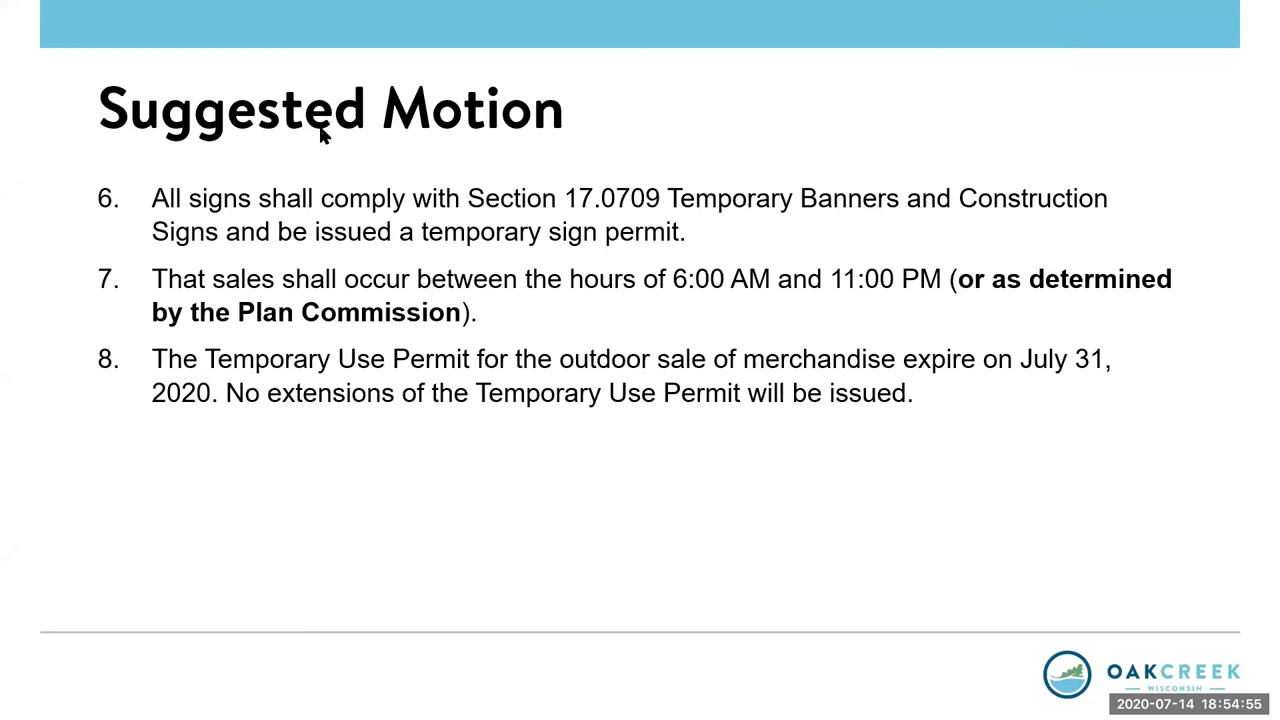 Suggested Motion
6. All signs shall comply with Section 17.0709 Temporary Banners and Construction
Signs and be issued a temporary sign permit.
7. That sales shall occur between the hours of 6:00 AM and 11:00 PM (or as determined
by the Plan Commission).
8. The Temporary Use Permit for the outdoor sale of merchandise expire on July 31,
2020. No extensions of the Temporary Use Permit will be issued.
OAKCREEK
WISCONSIN
2020-07-14 18:54:55